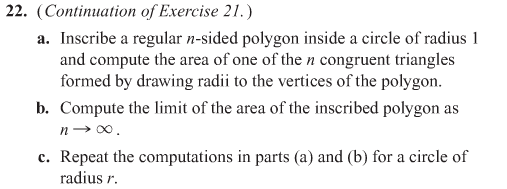 22. (Continuation of Exercise 21.)
a. Inscribe a regular n-sided polygon inside a circle of radius 1
and compute the area of one of the n congruent triangles
formed by drawing radii to the vertices of the polygon.
b. Compute the limit of the area of the inscribed polygon as
n → ∞.
c. Repeat the computations in parts (a) and (b) for a circle of
radius r.